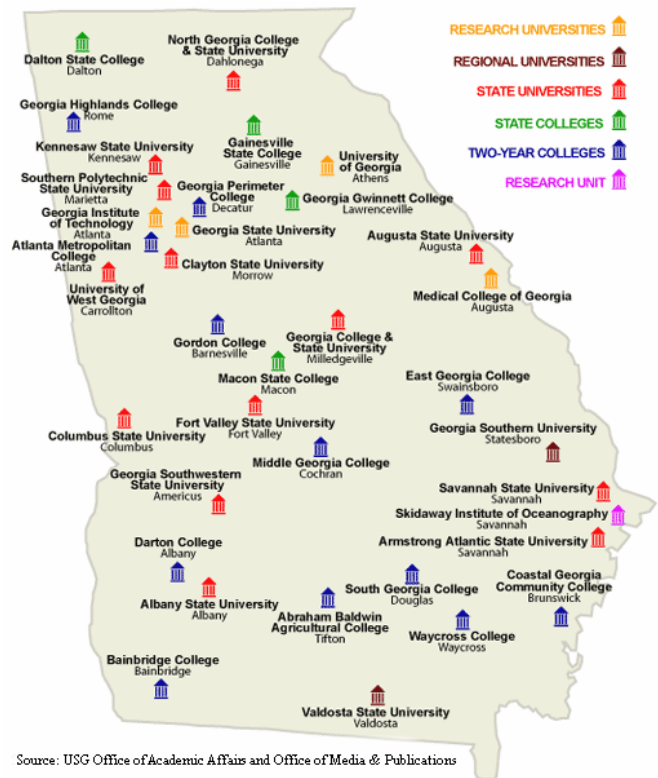 RESEARCH UNIVERSITIES
REGIONAL UNIVERSITIES
STATE UNIVERSITIES
STATE COLLEGES
TWO-YEAR COLLEGES
RESEARCH UNIT
Dalton State College
Dalton
North Georgia College
& State University
Dahlonega
Georgia Highlands College
Rome
Gainesville
State College
Gainesville
Kennesaw State University
Kennesaw
University
of Georgia
Athens
Southern Polytechnic
State University
Marietta
Georgia Perimeter
College
Decatur
Georgia Gwinnett College
Lawrenceville
Georgia Institute
of Technology
Atlanta
Georgia State University
Atlanta
Atlanta Metropolitan
College
Atlanta
Clayton State University
Morrow
Augusta State University
Augusta
University of
West Georgia
Carrollton
Medical College of Georgia
Augusta
Gordon College
Barnesville
Georgia College &
State University
Milledgeville
Macon State College
Macon
East Georgia College
Swainsboro
Fort Valley State University
Fort Valley
Columbus State University
Columbus
Georgia Southern University
Statesboro
Middle Georgia College
Cochran
Georgia Southwestern
State University
Americus
Savannah State University
Savannah
Skidaway Institute of Oceanography
Savannah
Armstrong Atlantic State University
Savannah
Darton College
Albany
Albany State University
Albany
South Georgia College
Douglas
Coastal Georgia
Community College
Brunswick
Abraham Baldwin
Agricultural College
Tifton
Waycross College
Waycross
Bainbridge College
Bainbridge
Valdosta State University
Valdosta
Source: USG Office of Academic Affairs and Office of Media & Publications